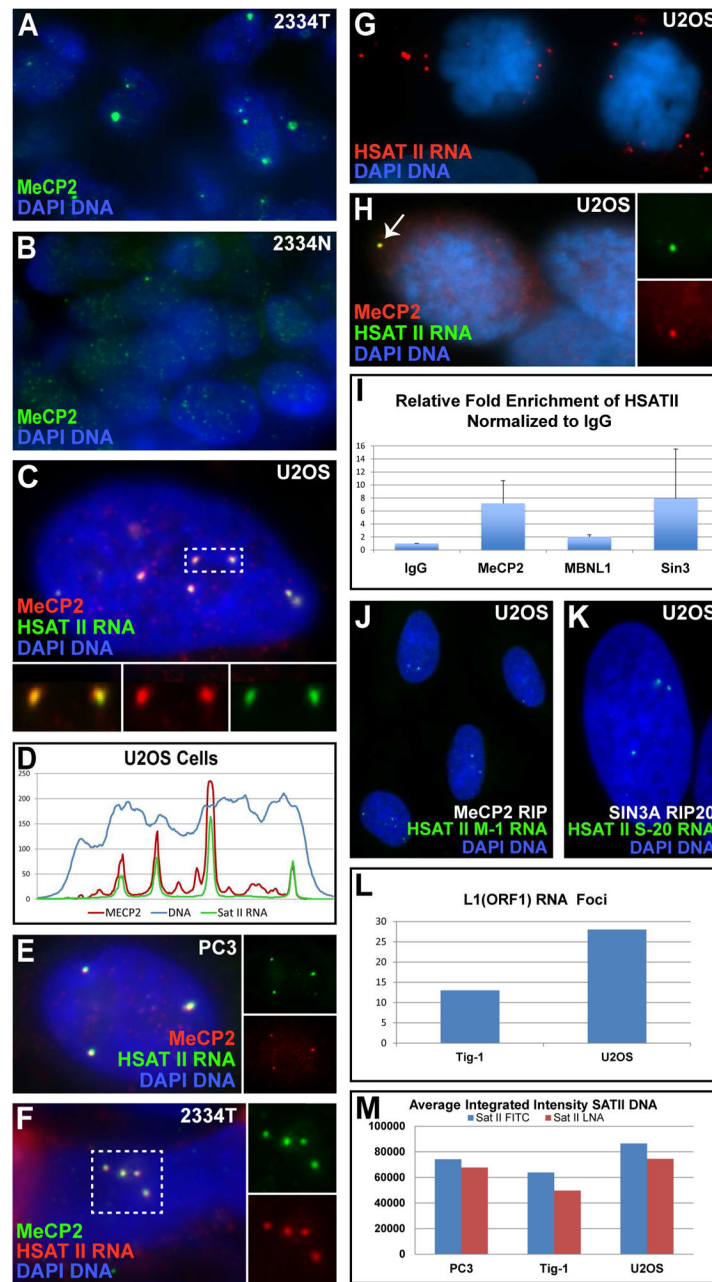 A
2334T
MeCP2
DAPI DNA
B
2334N
MeCP2
DAPI DNA
C
U2OS
MeCP2
HSAT II RNA
DAPI DNA
D
U2OS Cells
250
200
150
100
50
0
MECP2
DNA
Sat II RNA
E
PC3
MeCP2
HSAT II RNA
DAPI DNA
F
2334T
MeCP2
HSAT II RNA
DAPI DNA
G
U2OS
HSAT II RNA
DAPI DNA
H
U2OS
MeCP2
HSAT II RNA
DAPI DNA
I
Relative Fold Enrichment of HSATII
Normalized to IgG
16
14
12
10
8
6
4
2
0
IgG
MeCP2
MBNL1
Sin3
J
U2OS
MeCP2 RIP
HSAT II M-1 RNA
DAPI DNA
K
U2OS
SIN3A RIP20
HSAT II S-20 RNA
DAPI DNA
L
L1(ORF1) RNA Foci
30
25
20
15
10
5
0
Tig-1
U2OS
M
Average Integrated Intensity SATII DNA
Sat II FITC
Sat II LNA
100000
80000
60000
40000
20000
0
PC3
Tig-1
U2OS